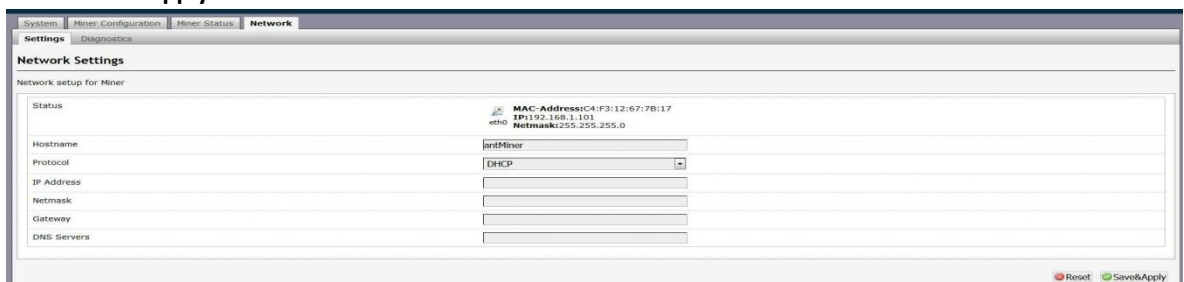 System Miner Configuration Miner Status Network
Settings Diagnostics
Network Settings
Network setup for Miner
Status
MAC-Address:C4:F3:12:67:7B:17
IP:192.168.1.101
eth0
Netmask:255.255.255.0
Hostname antMiner
Protocol DHCP
IP Address
Netmask
Gateway
DNS Servers
Reset Save&Apply